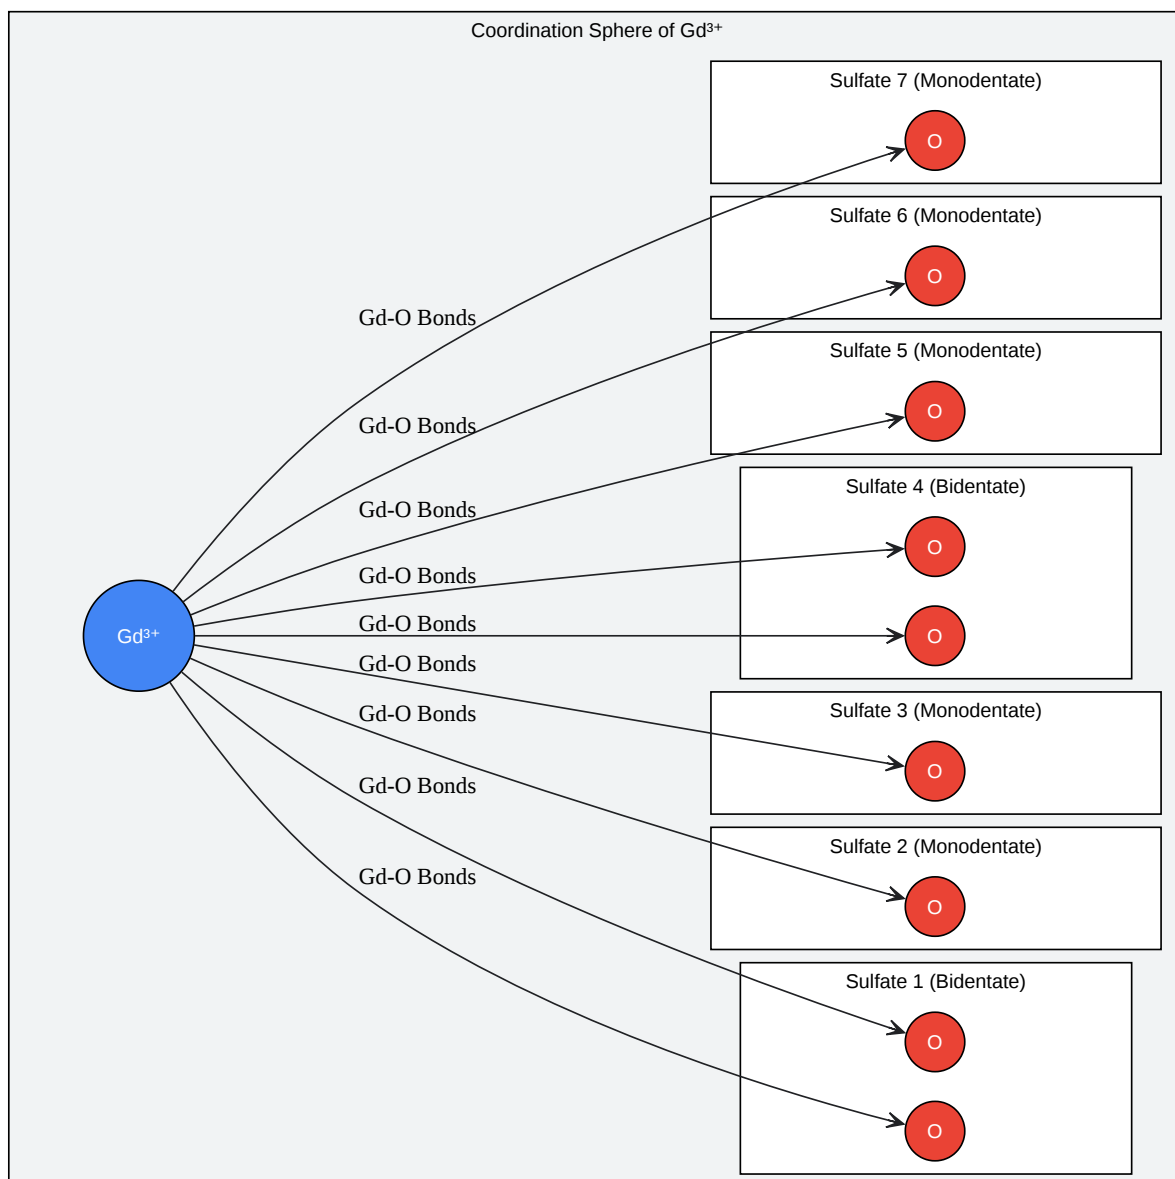 Coordination Sphere of Gd³⁺
Sulfate 7 (Monodentate)
O
Sulfate 6 (Monodentate)
O
Gd-O Bonds
Sulfate 5 (Monodentate)
O
Gd-O Bonds
Sulfate 4 (Bidentate)
Gd-O Bonds
O
Gd-O Bonds
Gd-O Bonds
Gd³⁺
O
Gd-O Bonds
Sulfate 3 (Monodentate)
Gd-O Bonds
O
Gd-O Bonds
Sulfate 2 (Monodentate)
Gd-O Bonds
O
Sulfate 1 (Bidentate)
O
O